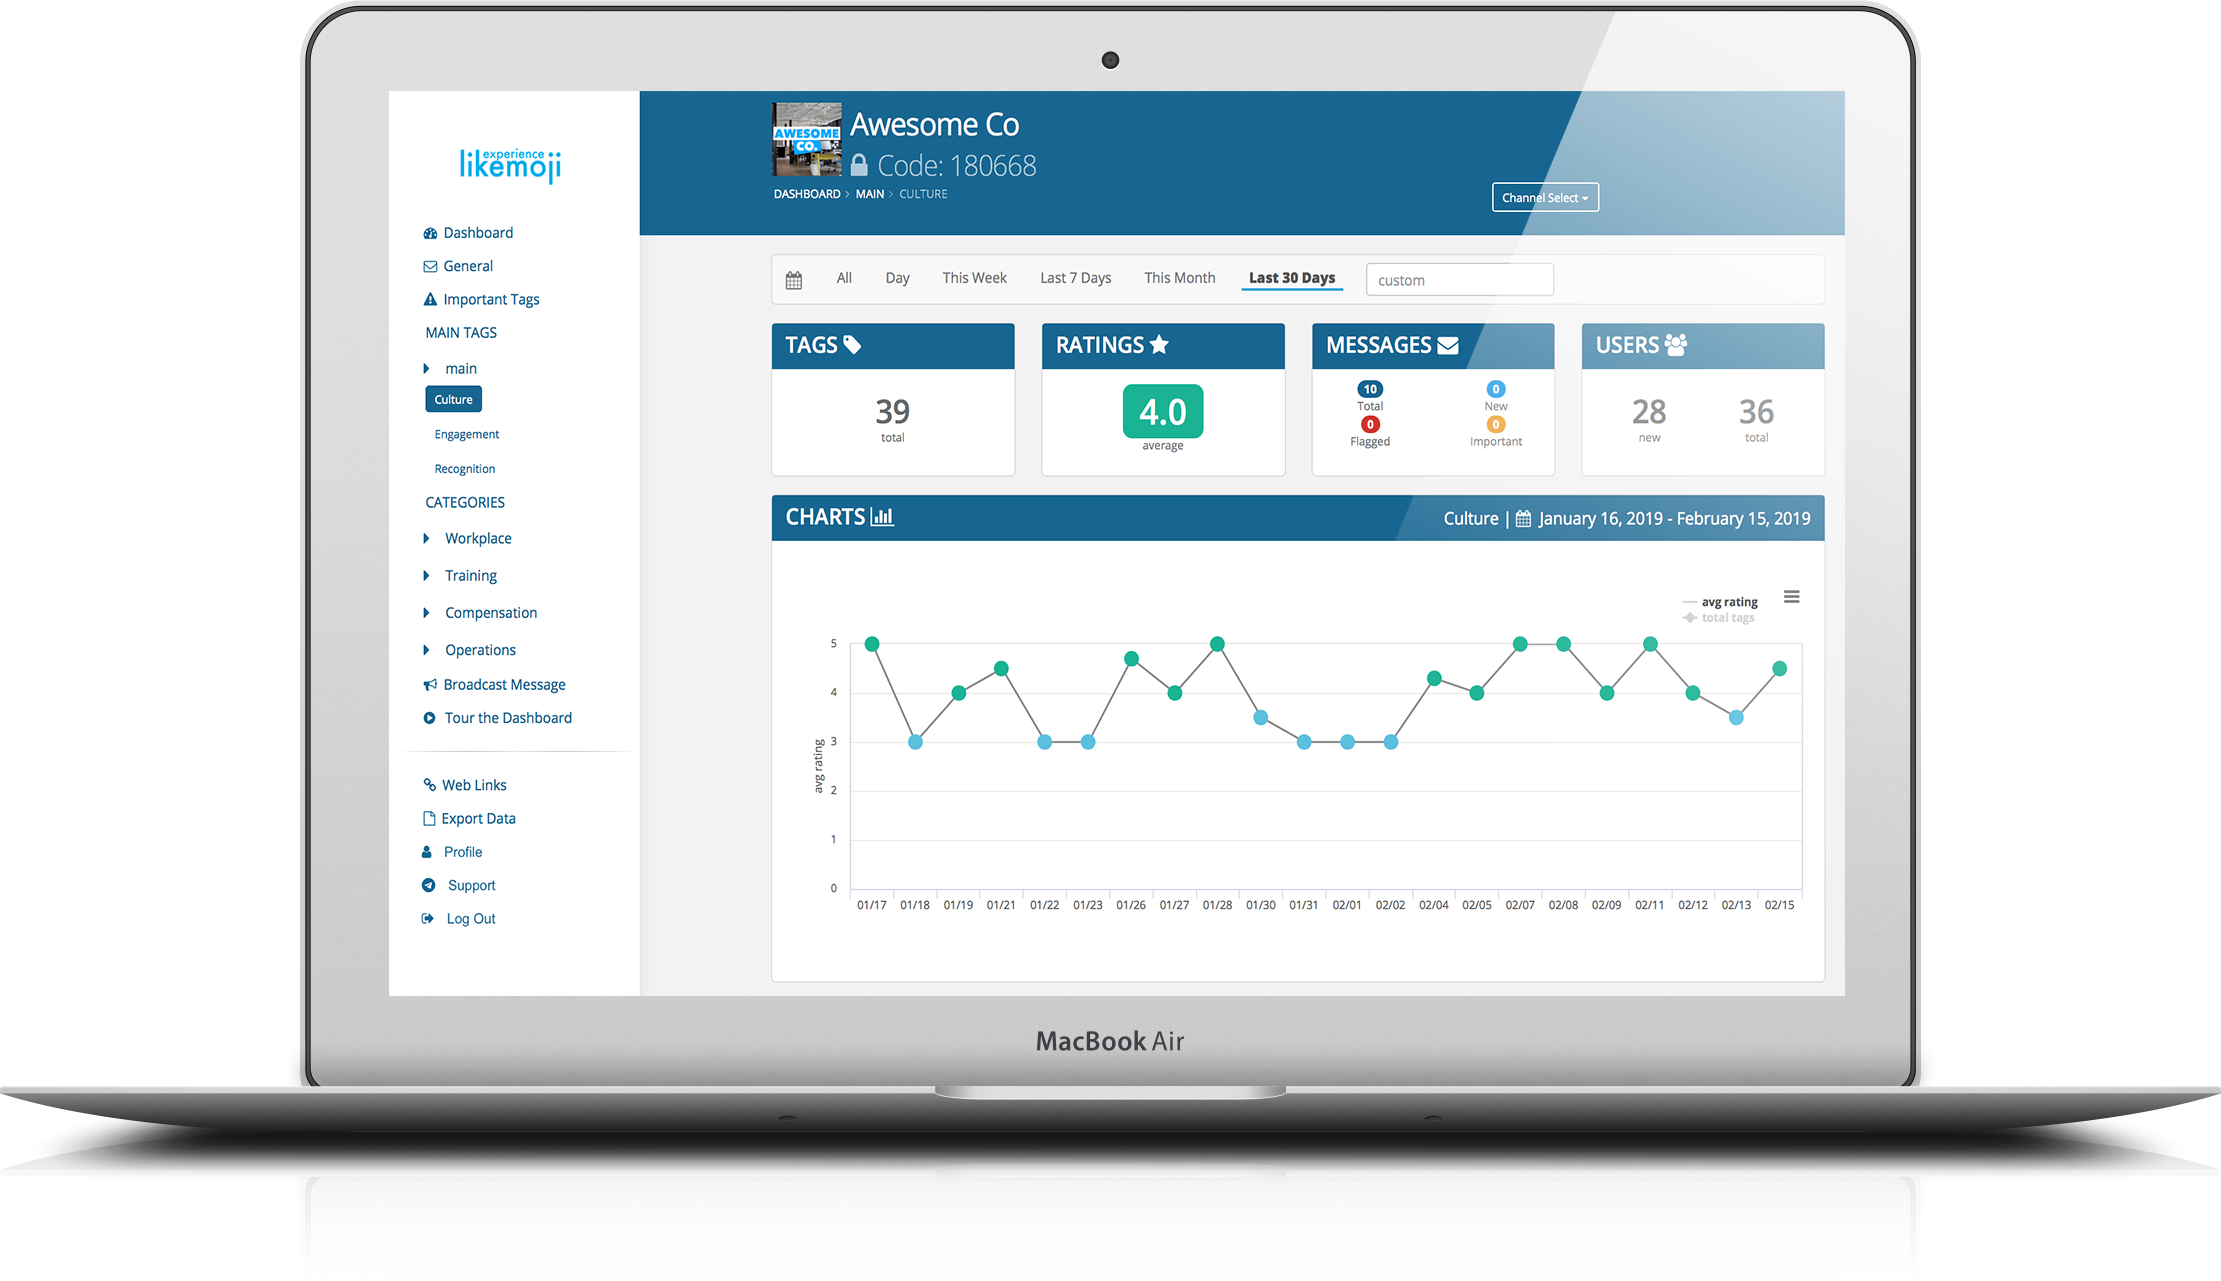 experience
likemoji
Dashboard
General
Important Tags
MAIN TAGS
main
Culture
Engagement
Recognition
CATEGORIES
Workplace
Training
Compensation
Operations
Broadcast Message
Tour the Dashboard
Web Links
Export Data
Profile
Support
Log Out
AWESOME
CO.
Awesome Co
Code: 180668
DASHBOARD > MAIN > CULTURE
Channel Select
All Day This Week Last 7 Days This Month Last 30 Days custom
TAGS
39
total
RATINGS
4.0
average
MESSAGES
10 0
Total New
0 0
Flagged Important
USERS
28 36
new total
CHARTS
Culture | January 16, 2019 - February 15, 2019
avg rating
total tags
5
4
3
2
1
0
avg rating
01/17 01/18 01/19 01/21 01/22 01/23 01/26 01/27 01/28 01/30 01/31 02/01 02/02 02/04 02/05 02/07 02/08 02/09 02/11 02/12 02/13 02/15
MacBook Air